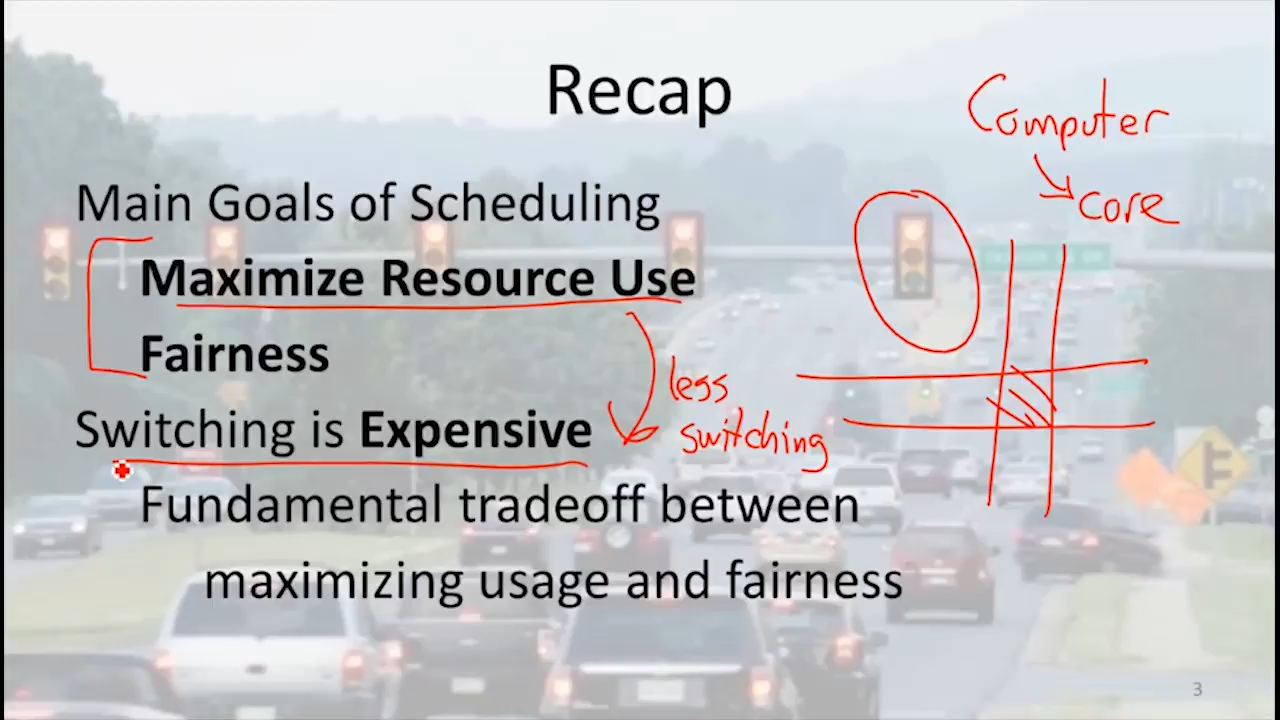 Recap
Computer
core
Main Goals of Scheduling
Maximize Resource Use
Fairness
less
switching
Switching is Expensive
Fundamental tradeoff between
maximizing usage and fairness
3